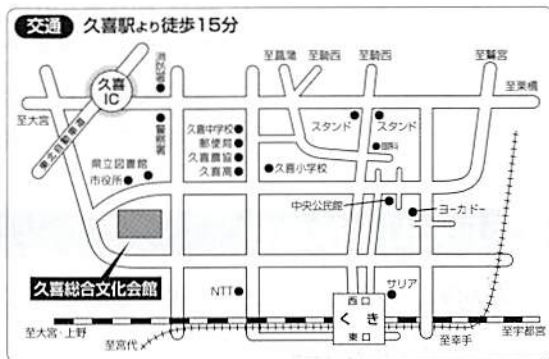 交通 久喜駅より徒歩15分
至菖蒲
至騎西
至騎西
至鷲宮
消防署
久喜
IC
至栗橋
至大宮
東北自動車道
警察署
久喜中学校
郵便局
久喜農協
久喜高
スタンド
スタンド
眼科
県立図書館
市役所
久喜小学校
中央公民館
ヨーカドー
久喜総合文化会館
NTT
サリア
西口
くき
東口
至大宮・上野
至宇都宮
至宮代
至幸手